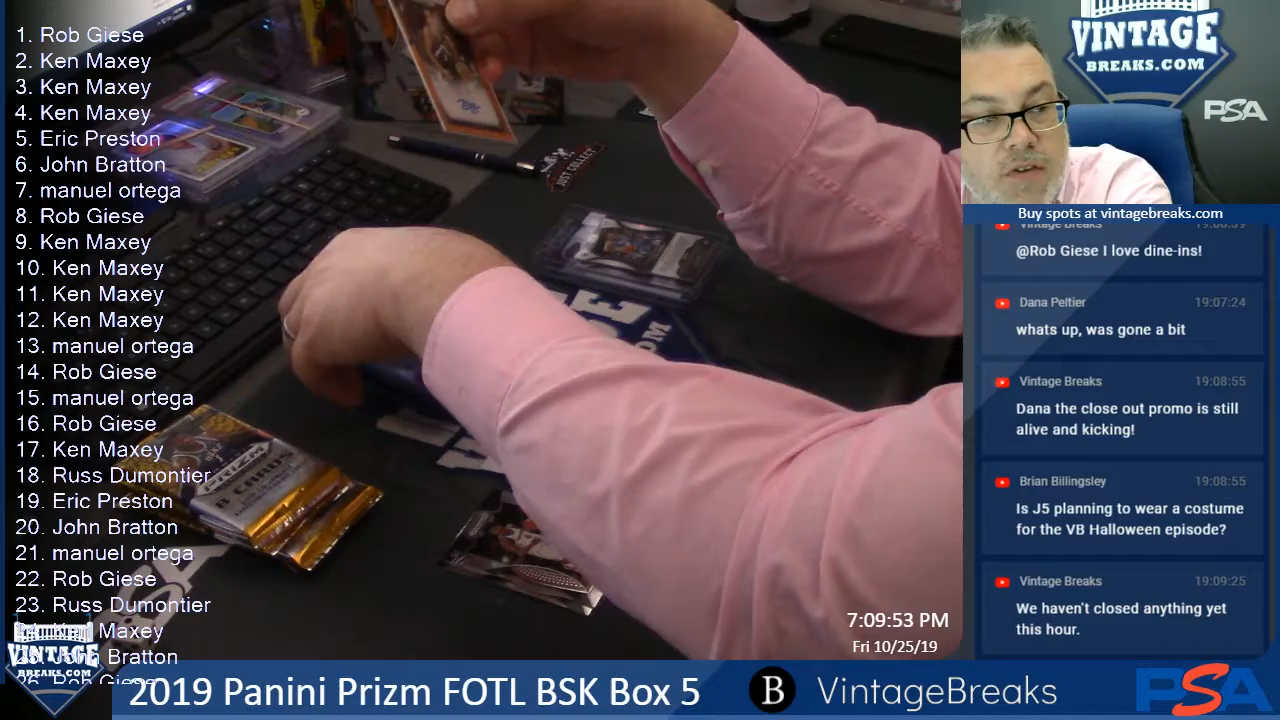 1. Rob Giese
2. Ken Maxey
3. Ken Maxey
4. Ken Maxey
5. Eric Preston
6. John Bratton
7. manuel ortega
8. Rob Giese
9. Ken Maxey
10. Ken Maxey
11. Ken Maxey
12. Ken Maxey
13. manuel ortega
14. Rob Giese
15. manuel ortega
16. Rob Giese
17. Ken Maxey
18. Russ Dumontier
19. Eric Preston
20. John Bratton
21. manuel ortega
22. Rob Giese
23. Russ Dumontier
Maxey
Bratton
VINTAGE
BREAKS.COM
JUST COLLECT
PRIZM
8 CARDS
VINTAGE
BREAKS.COM
PSA
Buy spots at vintagebreaks.com
Vintage Breaks
@Rob Giese I love dine-ins!
Dana Peltier 19:07:24
whats up, was gone a bit
Vintage Breaks 19:08:55
Dana the close out promo is still
alive and kicking!
Brian Billingsley 19:08:55
Is J5 planning to wear a costume
for the VB Halloween episode?
Vintage Breaks 19:09:25
We haven't closed anything yet
this hour.
7:09:53 PM
Fri 10/25/19
2019 Panini Prizm FOTL BSK Box 5
B VintageBreaks
PSA